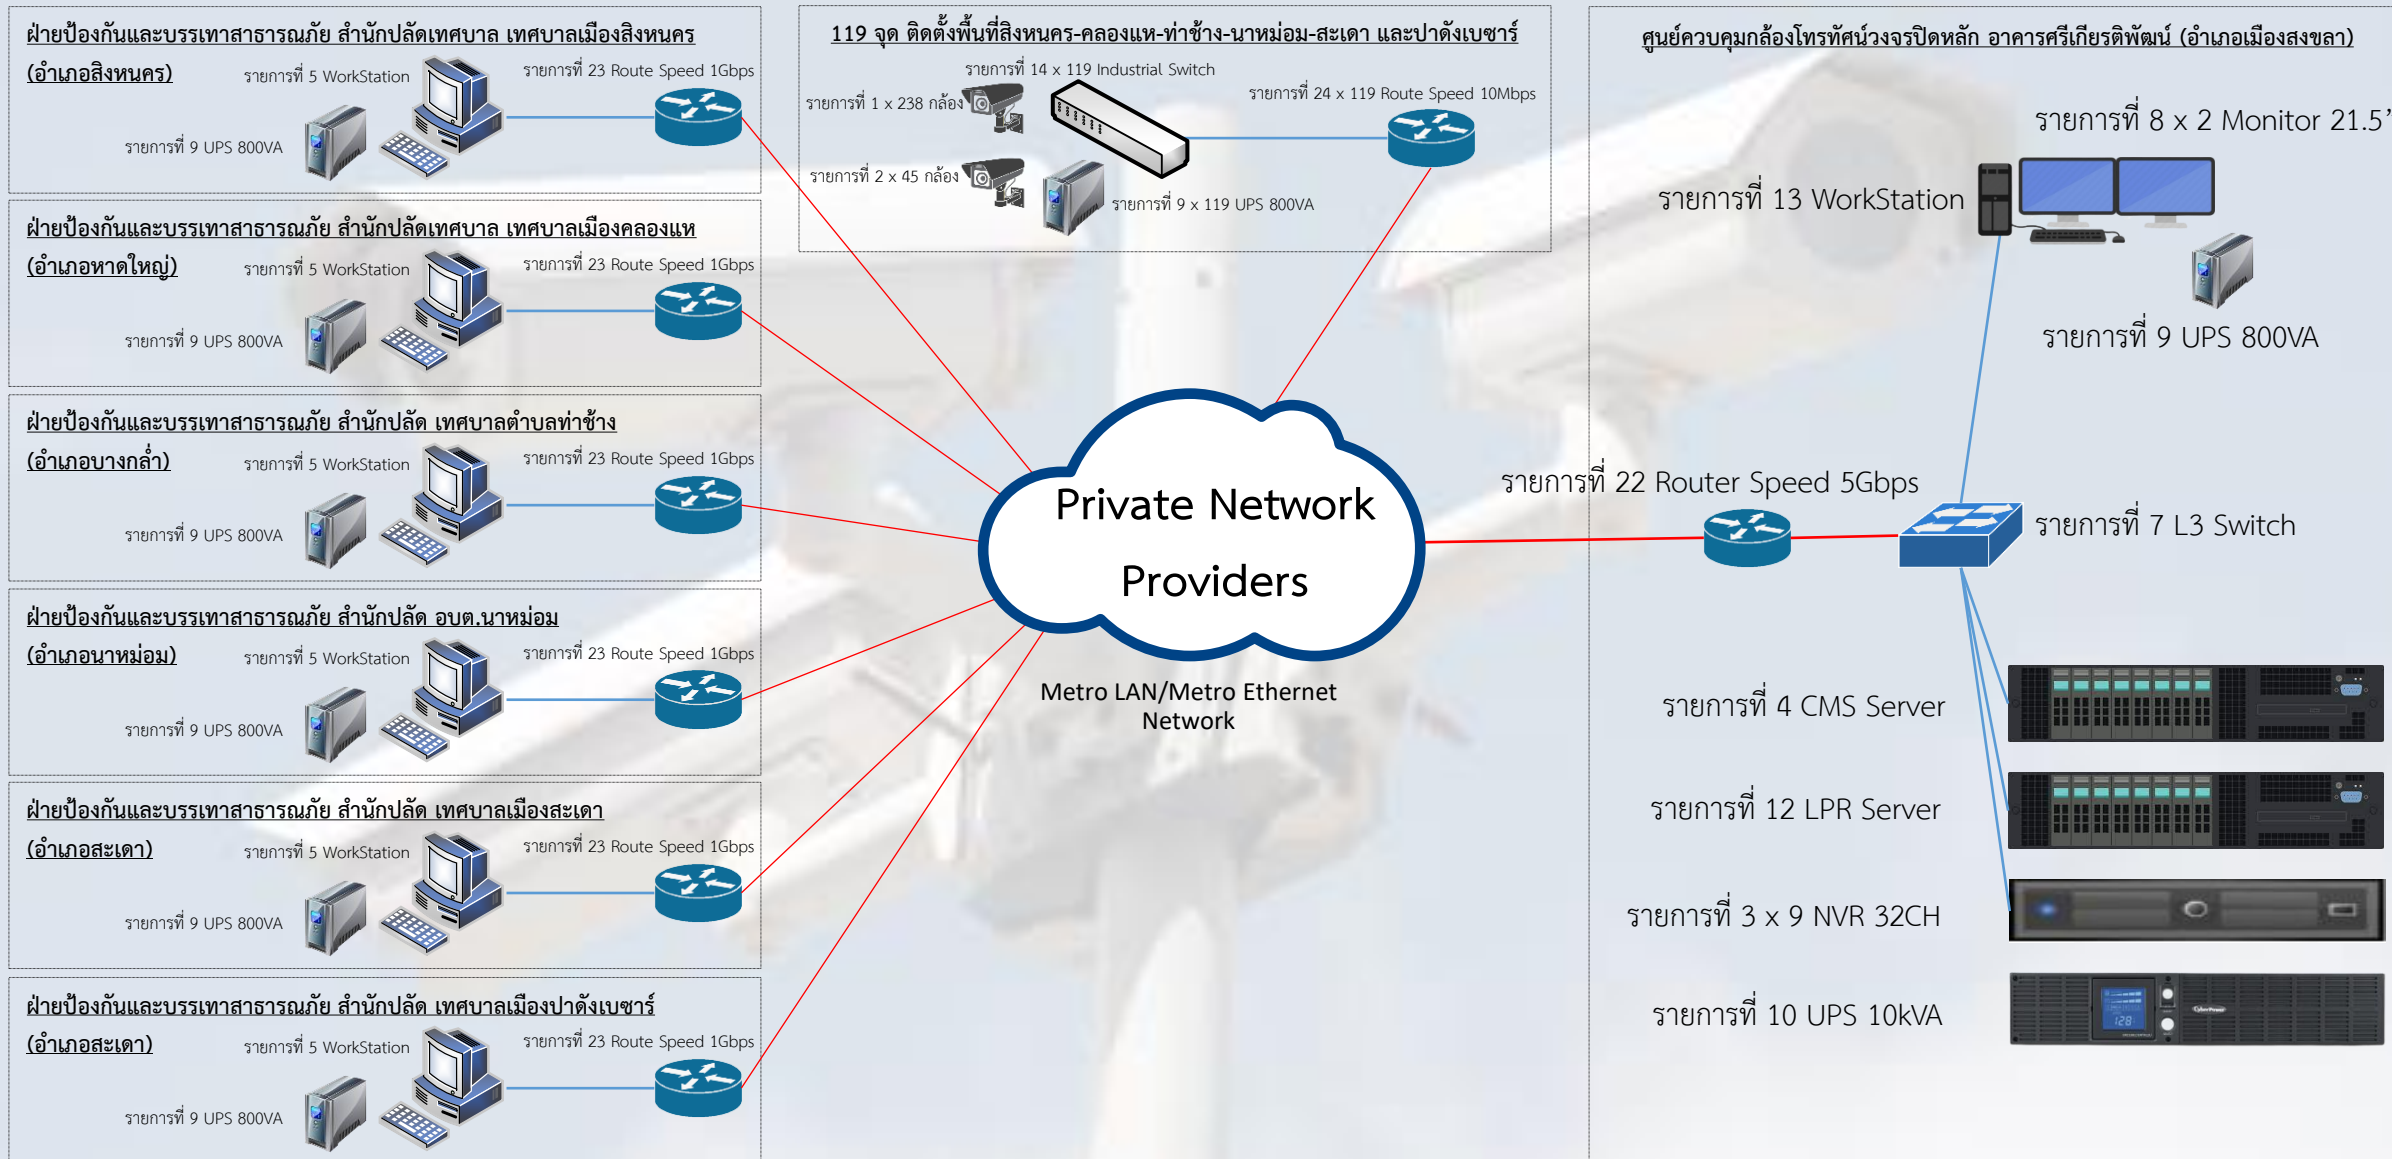 ฝ่ายป้องกันและบรรเทาสาธารณภัย สำนักปลัดเทศบาล เทศบาลเมืองสิงหนคร
(อำเภอสิงหนคร)
รายการที่ 5 WorkStation
รายการที่ 23 Route Speed 1Gbps
รายการที่ 9 UPS 800VA
ฝ่ายป้องกันและบรรเทาสาธารณภัย สำนักปลัดเทศบาล เทศบาลเมืองคลองแห
(อำเภอหาดใหญ่)
รายการที่ 5 WorkStation
รายการที่ 23 Route Speed 1Gbps
รายการที่ 9 UPS 800VA
ฝ่ายป้องกันและบรรเทาสาธารณภัย สำนักปลัด เทศบาลตำบลท่าช้าง
(อำเภอบางกล่ำ)
รายการที่ 5 WorkStation
รายการที่ 23 Route Speed 1Gbps
รายการที่ 9 UPS 800VA
ฝ่ายป้องกันและบรรเทาสาธารณภัย สำนักปลัด อบต.นาหม่อม
(อำเภอนาหม่อม)
รายการที่ 5 WorkStation
รายการที่ 23 Route Speed 1Gbps
รายการที่ 9 UPS 800VA
ฝ่ายป้องกันและบรรเทาสาธารณภัย สำนักปลัด เทศบาลเมืองสะเดา
(อำเภอสะเดา)
รายการที่ 5 WorkStation
รายการที่ 23 Route Speed 1Gbps
รายการที่ 9 UPS 800VA
ฝ่ายป้องกันและบรรเทาสาธารณภัย สำนักปลัด เทศบาลเมืองปาดังเบซาร์
(อำเภอสะเดา)
รายการที่ 5 WorkStation
รายการที่ 23 Route Speed 1Gbps
รายการที่ 9 UPS 800VA
119 จุด ติดตั้งพื้นที่สิงหนคร-คลองแห-ท่าช้าง-นาหม่อม-สะเดา และปาดังเบซาร์
รายการที่ 14 x 119 Industrial Switch
รายการที่ 1 x 238 กล้อง
รายการที่ 24 x 119 Route Speed 10Mbps
รายการที่ 2 x 45 กล้อง
รายการที่ 9 x 119 UPS 800VA
Private Network
Providers
Metro LAN/Metro Ethernet
Network
ศูนย์ควบคุมกล้องโทรทัศน์วงจรปิดหลัก อาคารศรีเกียรติพัฒน์ (อำเภอเมืองสงขลา)
รายการที่ 8 x 2 Monitor 21.5’
รายการที่ 13 WorkStation
รายการที่ 9 UPS 800VA
รายการที่ 22 Router Speed 5Gbps
รายการที่ 7 L3 Switch
รายการที่ 4 CMS Server
รายการที่ 12 LPR Server
รายการที่ 3 x 9 NVR 32CH
รายการที่ 10 UPS 10kVA
CyberPower
128